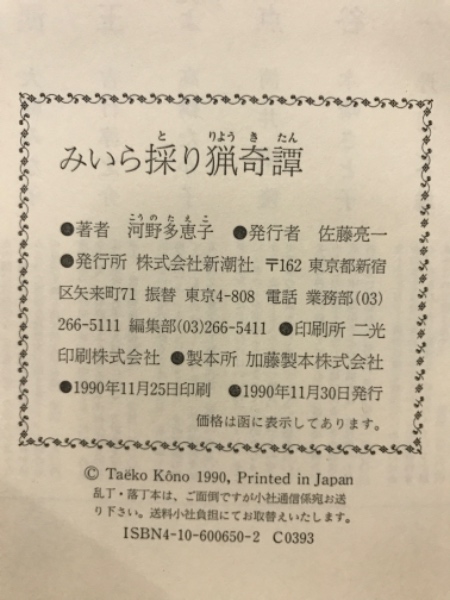 みいら採り猟奇譚
と りよう き たん
●著者 河野多惠子 ●発行者 佐藤亮一
こうのたえこ
●発行所 株式会社新潮社 〒162 東京都新宿
区矢来町71 振替 東京4-808 電話 業務部(03)
266-5111 編集部(03)266-5411 ●印刷所 二光
印刷株式会社 ●製本所 加藤製本株式会社
●1990年11月25日印刷 ●1990年11月30日発行
価格は函に表示してあります。
© Taëko Kôno 1990, Printed in Japan
乱丁・落丁本は、ご面倒ですが小社通信係宛お送
り下さい。送料小社負担にてお取替えいたします。
ISBN4-10-600650-2 C0393